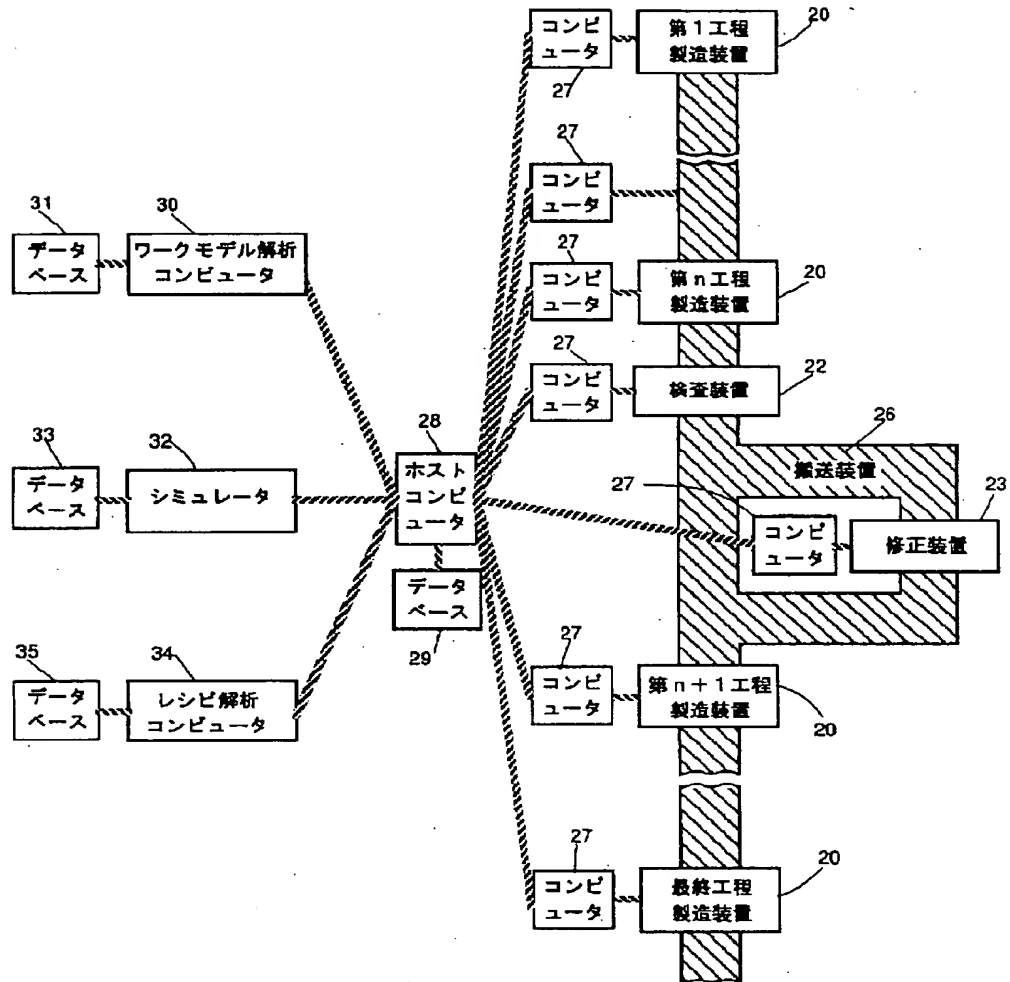 コンピ
ュータ
27
第１工程
製造装置
20
27
コンピ
ュータ
31
データ
ベース
30
ワークモデル解析
コンピュータ
27
コンピ
ュータ
第ｎ工程
製造装置
20
27
コンピ
ュータ
検査装置
22
33
データ
ベース
32
シミュレータ
28
ホスト
コンピ
ュータ
データ
ベース
29
26
搬送装置
27
コンピ
ュータ
23
修正装置
35
データ
ベース
34
レシピ解析
コンピュータ
27
コンピ
ュータ
第ｎ＋１工程
製造装置
20
27
コンピ
ュータ
最終工程
製造装置
20